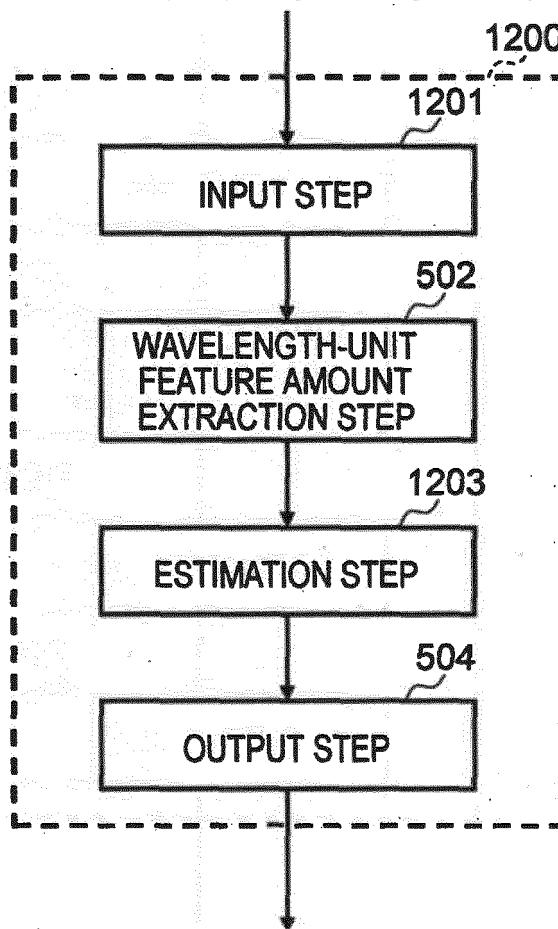 1200
1201
INPUT STEP
502
WAVELENGTH-UNIT
FEATURE AMOUNT
EXTRACTION STEP
1203
ESTIMATION STEP
504
OUTPUT STEP